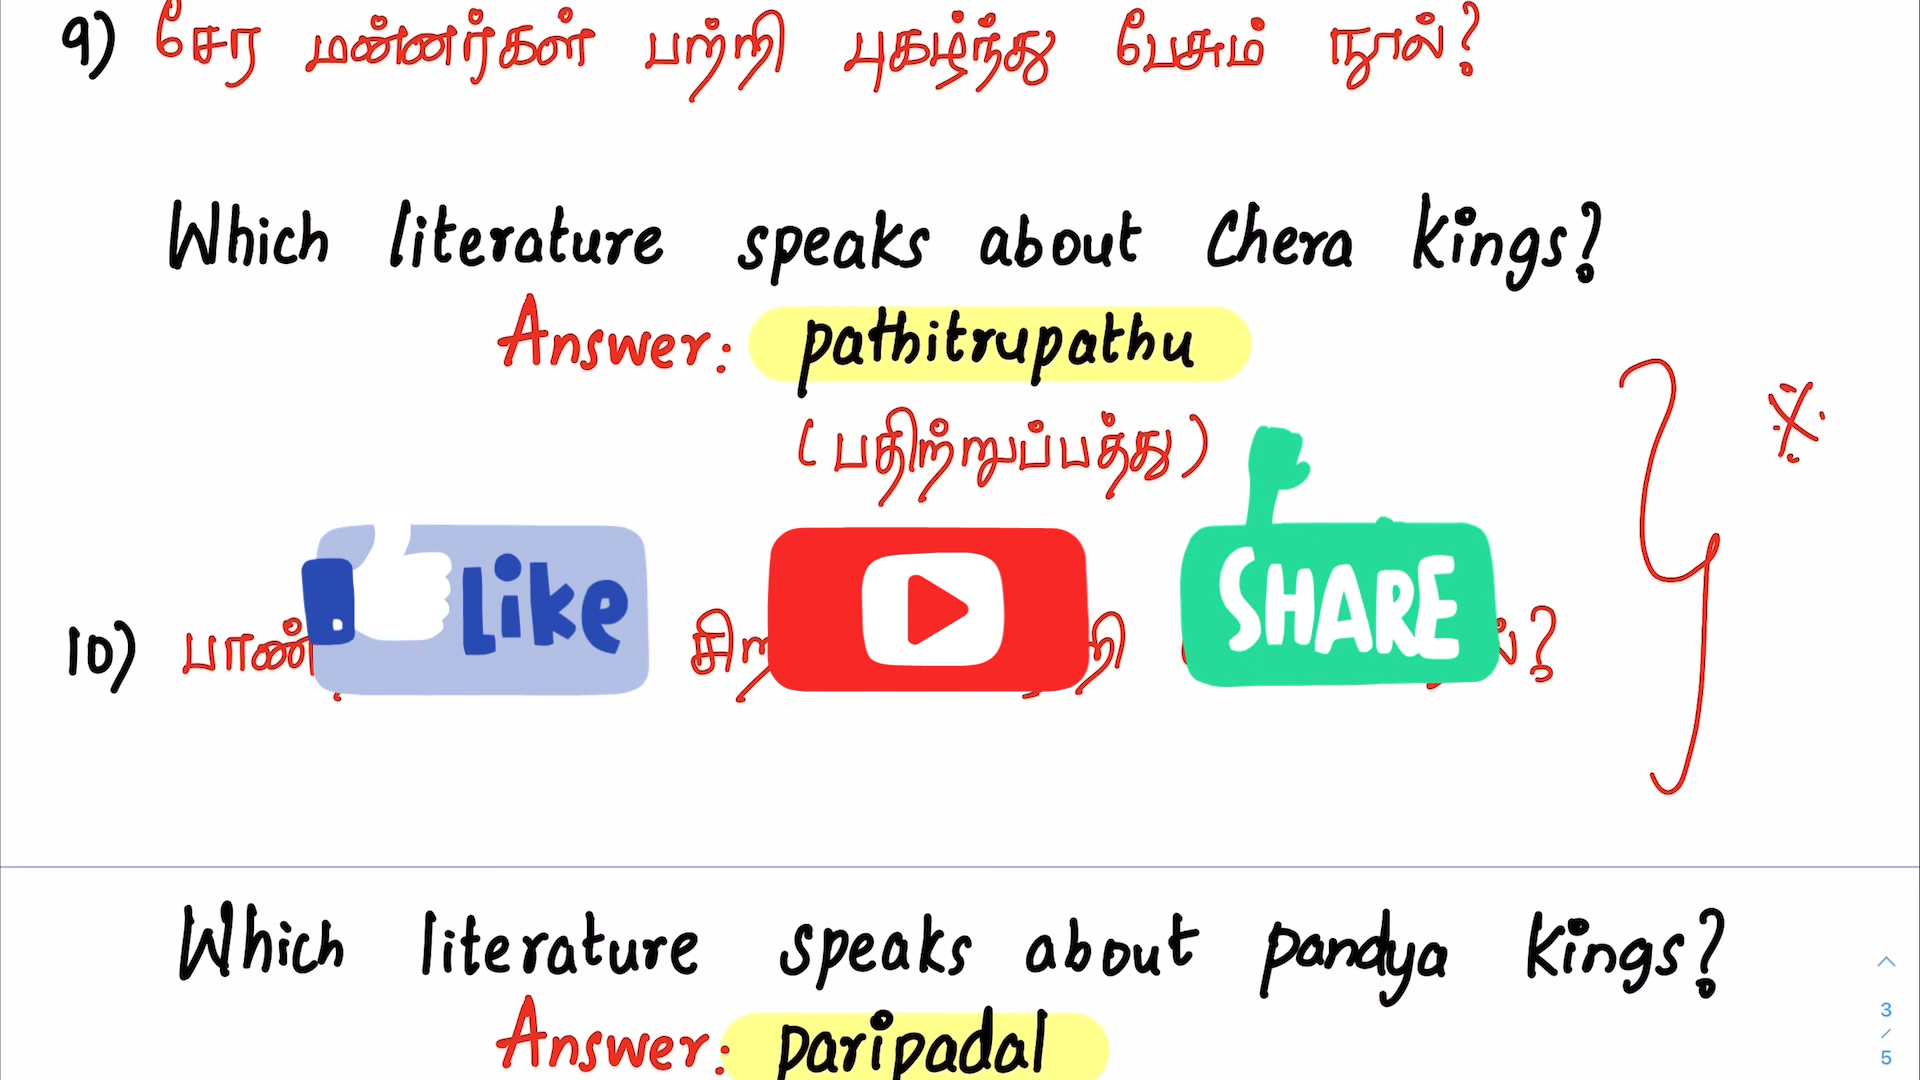 9) சேர மன்னர்கள் பற்றி புகழ்ந்து பேசும் நூல்?
Which literature speaks about Chera kings?
Answer: pathitrupathu
(பதிற்றுப்பத்து)
Like SHARE
10)
Which literature speaks about pandya kings?
Answer: paripadal
3
/
5